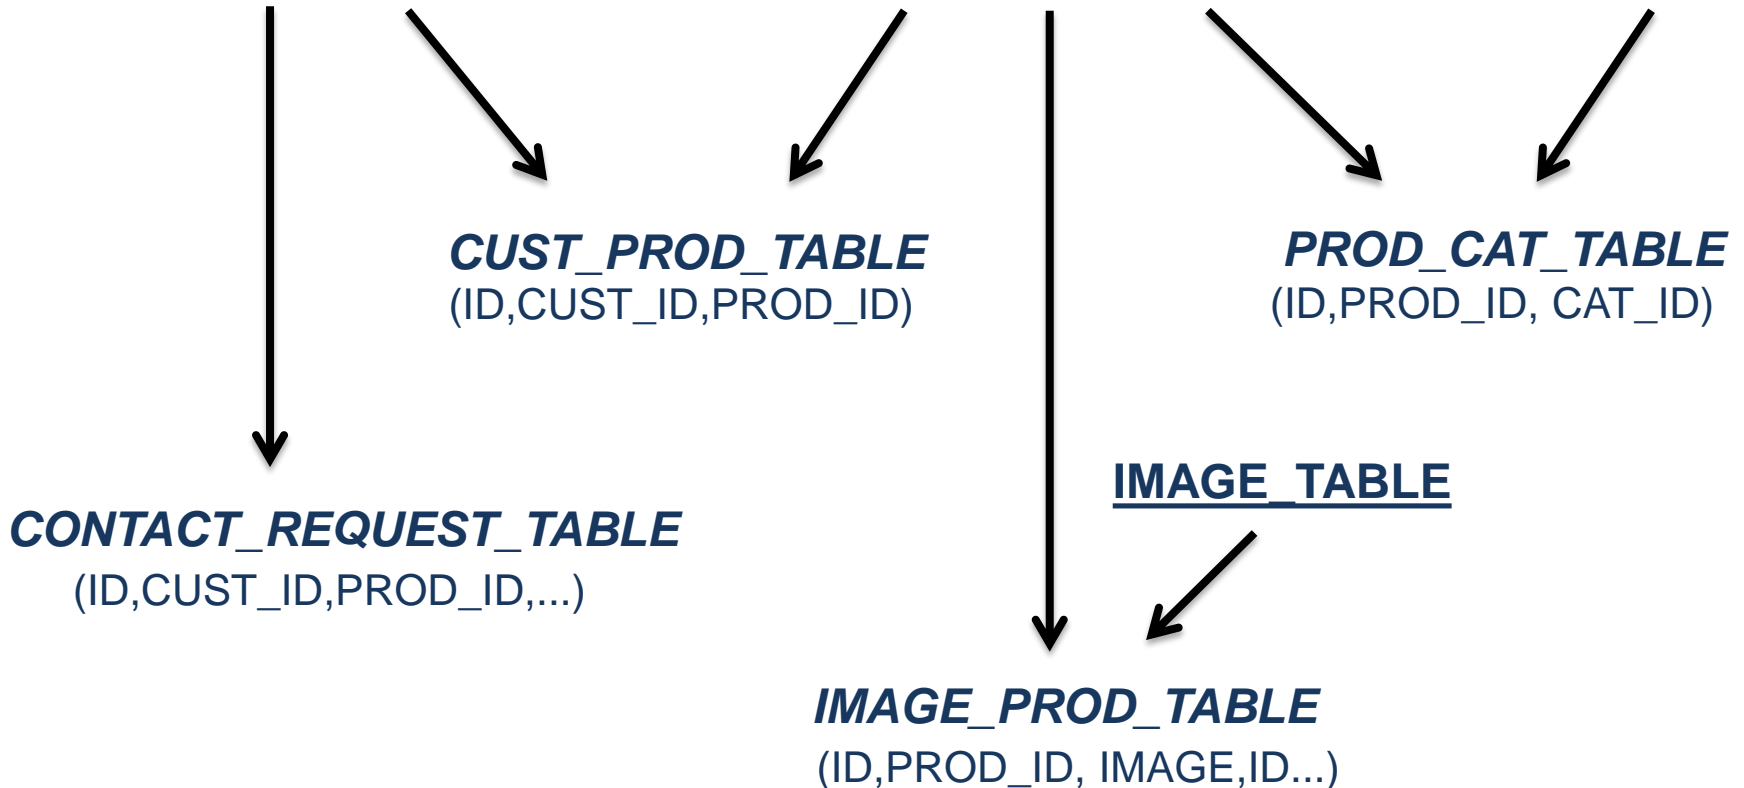 CUST_PROD_TABLE
(ID,CUST_ID,PROD_ID)
PROD_CAT_TABLE
(ID,PROD_ID, CAT_ID)
IMAGE_TABLE
CONTACT_REQUEST_TABLE
(ID,CUST_ID,PROD_ID,...)
IMAGE_PROD_TABLE
(ID,PROD_ID, IMAGE,ID...)